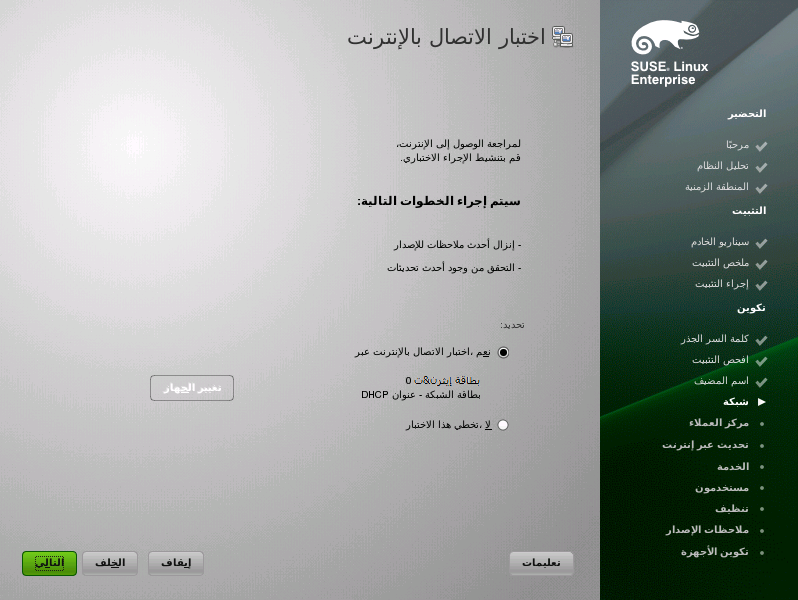 اختبار الاتصال بالإنترنت
لمراجعة الوصول إلى الإنترنت،
قم بتنشيط الإجراء الاختباري.
سيتم إجراء الخطوات التالية:
- إنزال أحدث ملاحظات للإصدار
- التحقق من وجود أحدث تحديثات
تحديد:
نعم ،اختبار الاتصال بالإنترنت عبر
بطاقة 0
بطاقة الشبكة - عنوان DHCP
تغيير الجهاز
لا ،تخطي هذا الاختبار
تعليمات
إيقاف
الخلف
التالي
SUSE® Linux
Enterprise
التحضير
مرحبًا
تحليل النظام
المنطقة الزمنية
التثبيت
سيناريو الخادم
ملخص التثبيت
إجراء التثبيت
تكوين
كلمة السر الجذر
افحص التثبيت
اسم المضيف
شبكة
مركز العملاء
تحديث عبر إنترنت
الخدمة
مستخدمون
تنظيف
ملاحظات الإصدار
تكوين الأجهزة